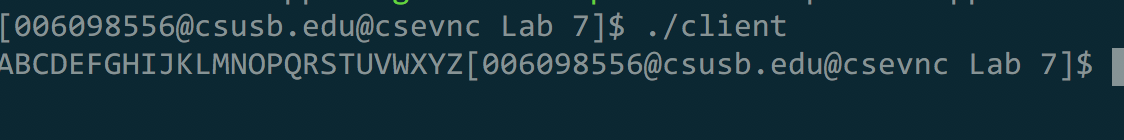 [006098556@csusb.edu@csevnc Lab 7]$ ./client
ABCDEFGHIJKLMNOPQRSTUVWXYZ[006098556@csusb.edu@csevnc Lab 7]$